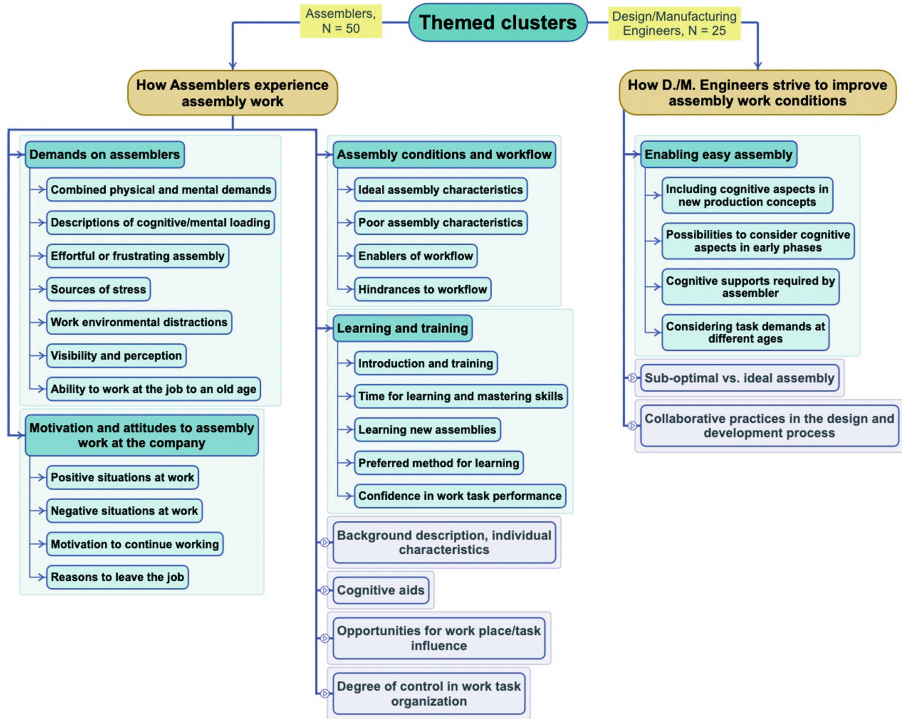 Themed clusters
Assemblers,
N = 50
Design/Manufacturing
Engineers, N = 25
How Assemblers experience
assembly work
Demands on assemblers
Combined physical and mental demands
Descriptions of cognitive/mental loading
Effortful or frustrating assembly
Sources of stress
Work environmental distractions
Visibility and perception
Ability to work at the job to an old age
Motivation and attitudes to assembly
work at the company
Positive situations at work
Negative situations at work
Motivation to continue working
Reasons to leave the job
Assembly conditions and workflow
Ideal assembly characteristics
Poor assembly characteristics
Enablers of workflow
Hindrances to workflow
Learning and training
Introduction and training
Time for learning and mastering skills
Learning new assemblies
Preferred method for learning
Confidence in work task performance
Background description, individual
characteristics
Cognitive aids
Opportunities for work place/task
influence
Degree of control in work task
organization
How D./M. Engineers strive to improve
assembly work conditions
Enabling easy assembly
Including cognitive aspects in
new production concepts
Possibilities to consider cognitive
aspects in early phases
Cognitive supports required by
assembler
Considering task demands at
different ages
Sub-optimal vs. ideal assembly
Collaborative practices in the design and
development process